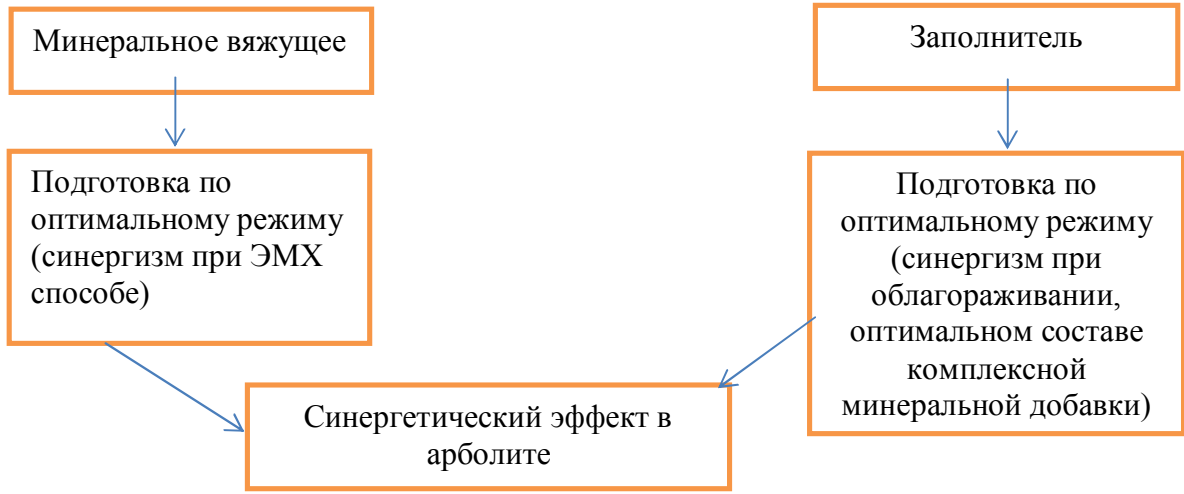 Минеральное вяжущее
Заполнитель
Подготовка по
оптимальному режиму
(синергизм при ЭМХ
способе)
Подготовка по
оптимальному режиму
(синергизм при
облагораживании,
оптимальном составе
комплексной
минеральной добавки)
Синергетический эффект в
арболите